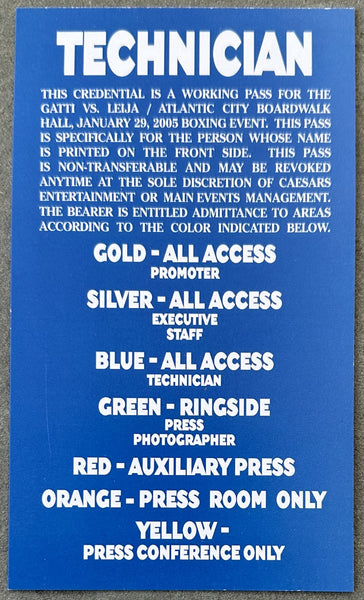 TECHNICIAN
THIS CREDENTIAL IS A WORKING PASS FOR THE
GATTI VS. LEIJA / ATLANTIC CITY BOARDWALK
HALL, JANUARY 29, 2005 BOXING EVENT. THIS PASS
IS SPECIFICALLY FOR THE PERSON WHOSE NAME
IS PRINTED ON THE FRONT SIDE. THIS PASS
IS NON-TRANSFERABLE AND MAY BE REVOKED
ANYTIME AT THE SOLE DISCRETION OF CAESARS
ENTERTAINMENT OR MAIN EVENTS MANAGEMENT.
THE BEARER IS ENTITLED ADMITTANCE TO AREAS
ACCORDING TO THE COLOR INDICATED BELOW.
GOLD - ALL ACCESS
PROMOTER
SILVER - ALL ACCESS
EXECUTIVE
STAFF
BLUE - ALL ACCESS
TECHNICIAN
GREEN - RINGSIDE
PRESS
PHOTOGRAPHER
RED - AUXILIARY PRESS
ORANGE - PRESS ROOM ONLY
YELLOW -
PRESS CONFERENCE ONLY